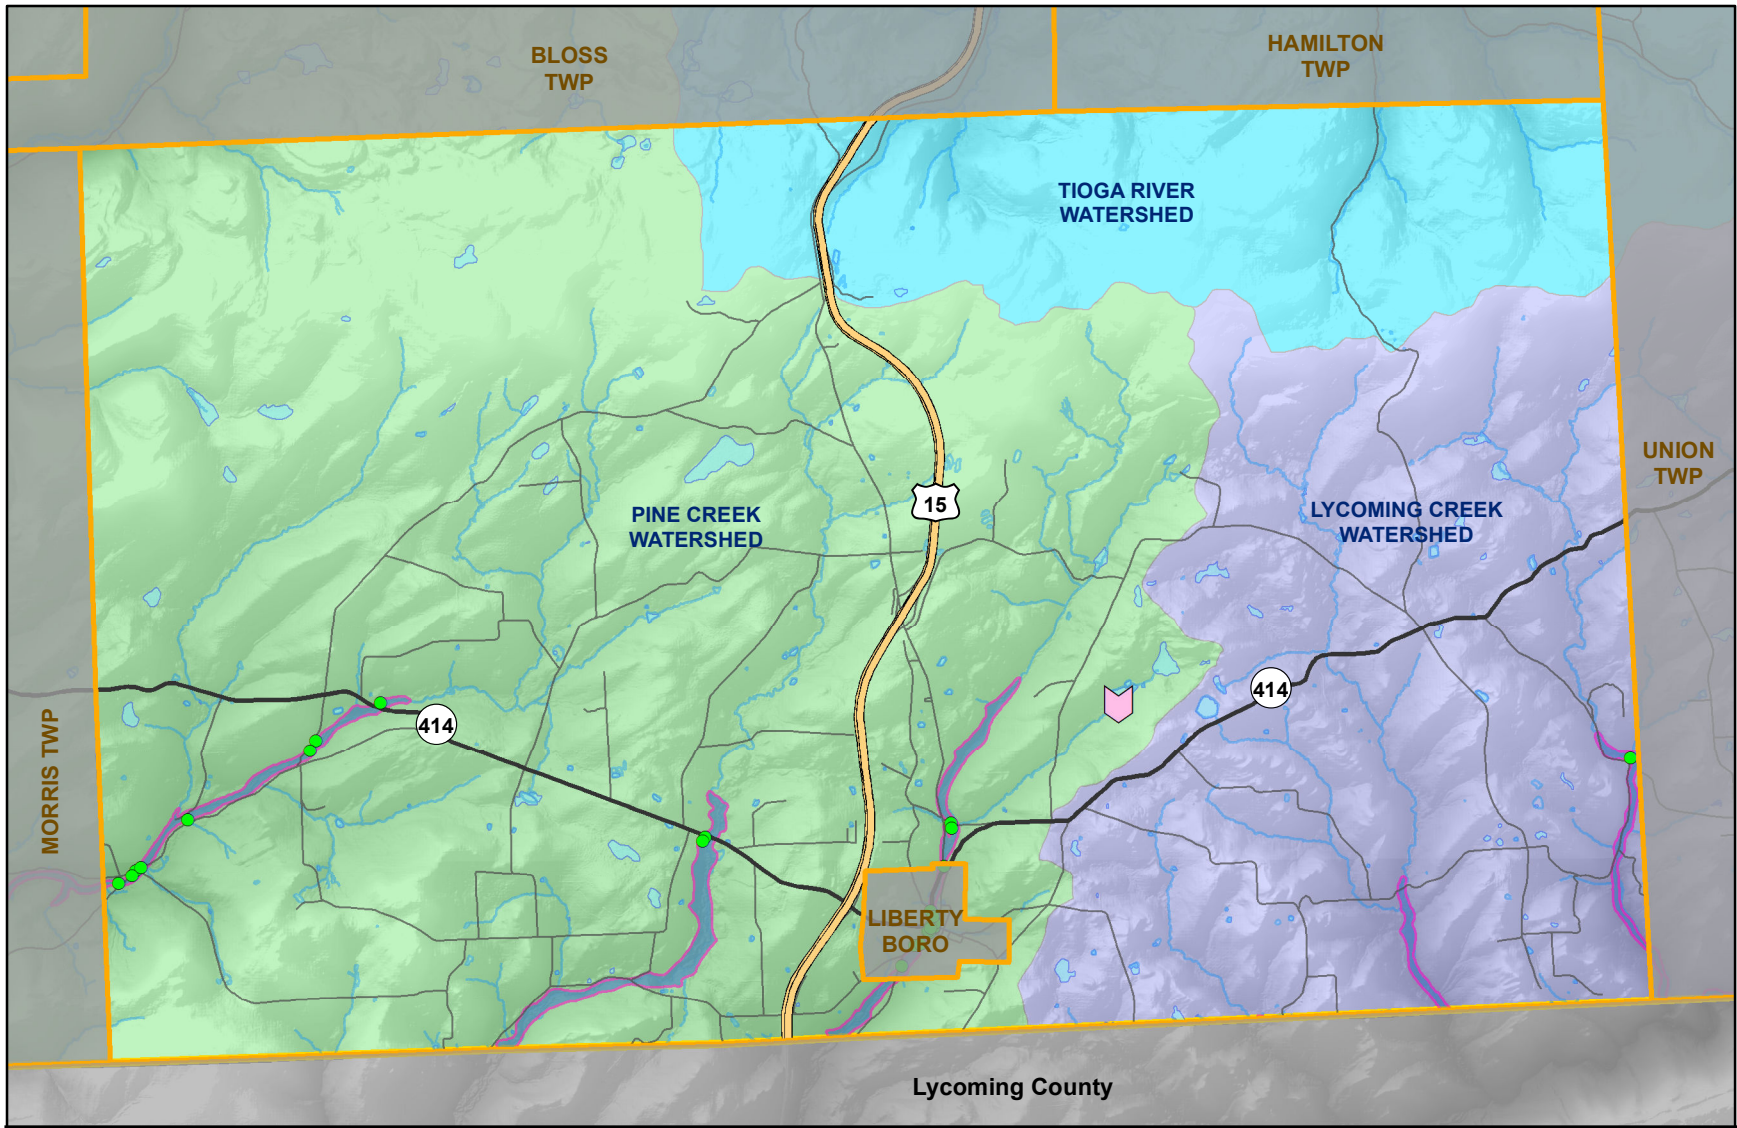 BLOSS
TWP
HAMILTON
TWP
TIOGA RIVER
WATERSHED
UNION
TWP
15
PINE CREEK
WATERSHED
LYCOMING CREEK
WATERSHED
414
414
MORRIS TWP
LIBERTY
BORO
Lycoming County